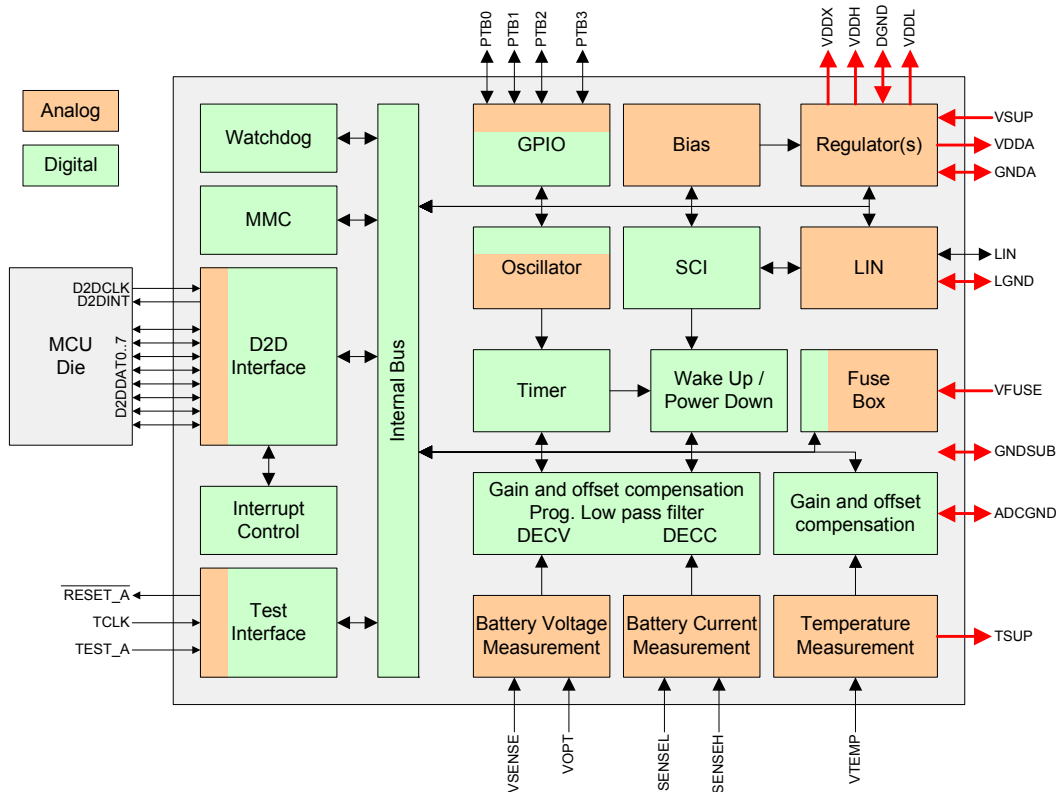 PTB0
PTB1
PTB2
PTB3
VDDX
VDDH
DGND
VDDL
Analog
Digital
Watchdog
GPIO
Bias
Regulator(s)
VSUP
VDDA
GNDA
MMC
Oscillator
SCI
LIN
LIN
LGND
MCU
Die
D2DCLK
D2DINT
D2DDAT0..7
D2D
Interface
Internal Bus
Timer
Wake Up /
Power Down
Fuse
Box
VFUSE
GNDSUB
Interrupt
Control
Gain and offset compensation
Prog. Low pass filter
DECV
DECC
Gain and offset
compensation
ADCGND
RESET_A
TCLK
TEST_A
Test
Interface
Battery Voltage
Measurement
Battery Current
Measurement
Temperature
Measurement
TSUP
VSENSE
VOPT
ISENSEL
ISENSEH
VTEMP